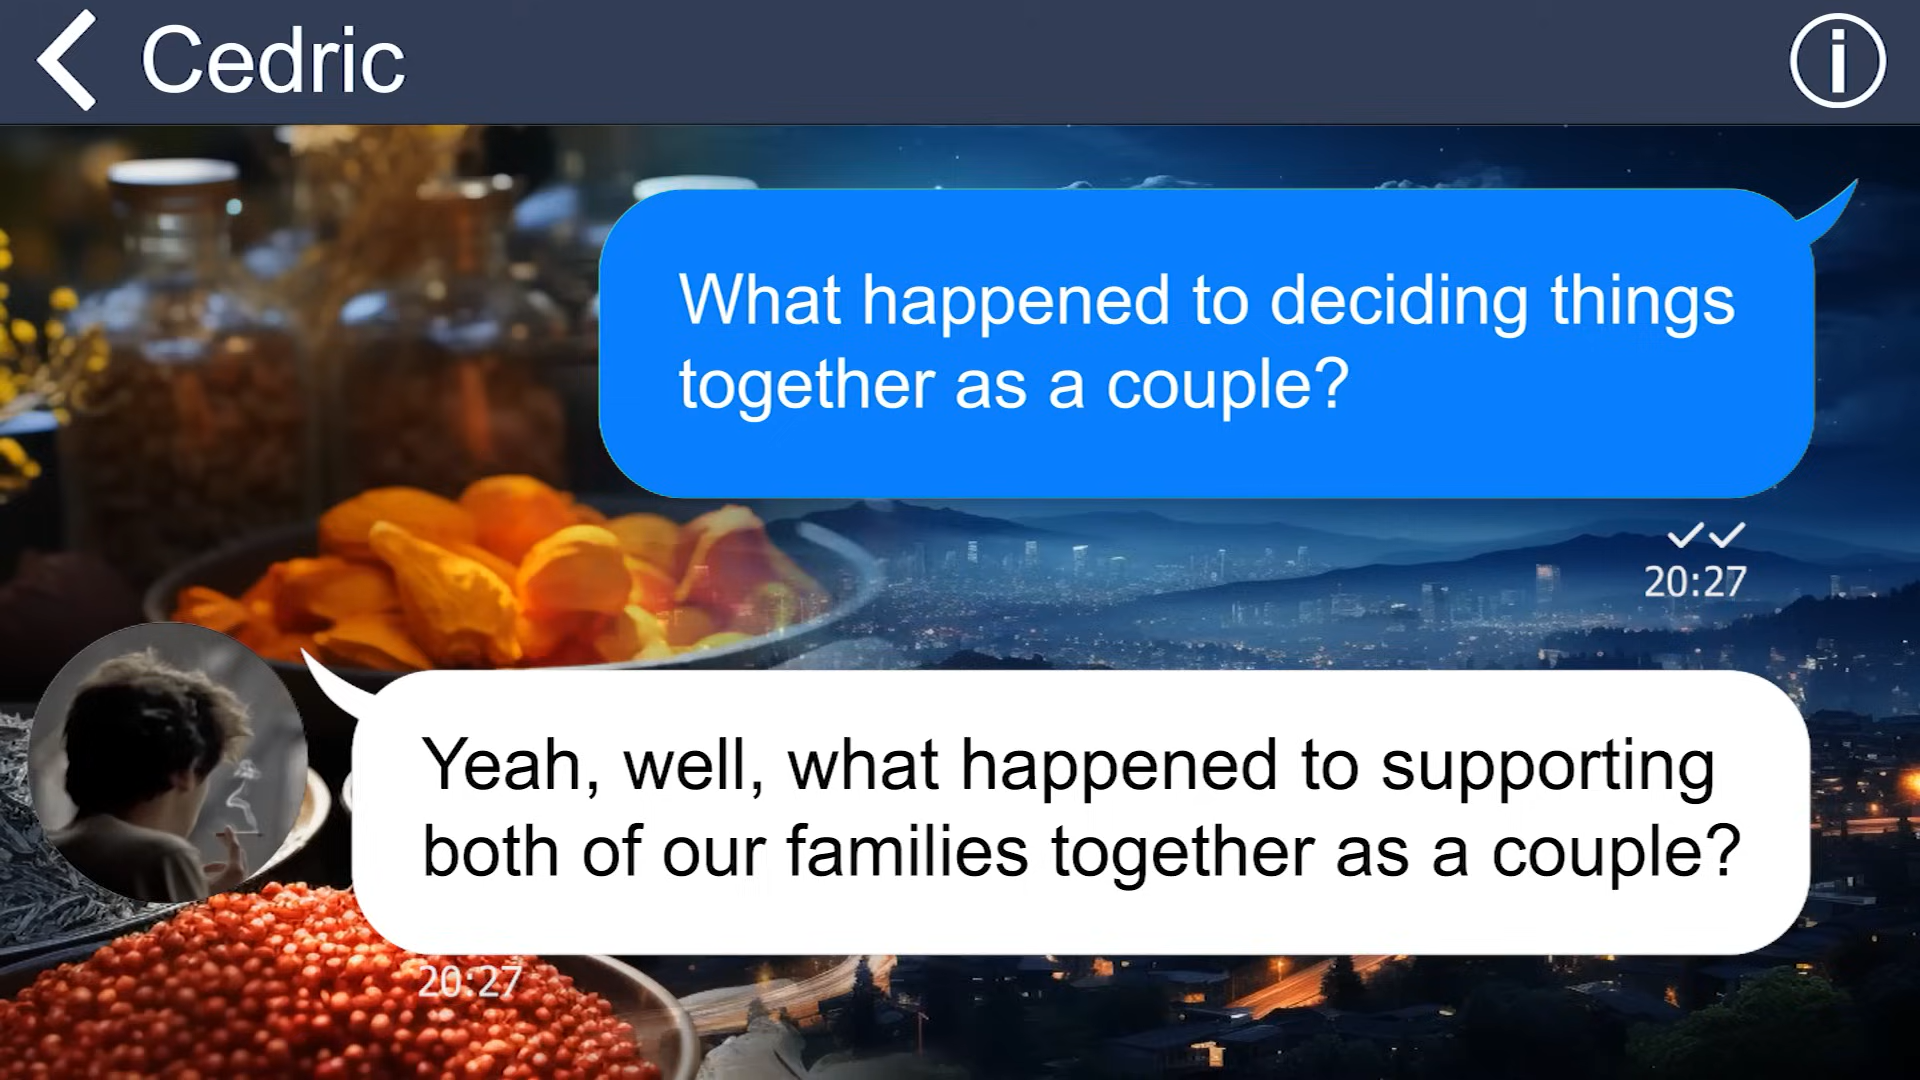 Cedric
What happened to deciding things
together as a couple?
20:27
Yeah, well, what happened to supporting
both of our families together as a couple?
20:27